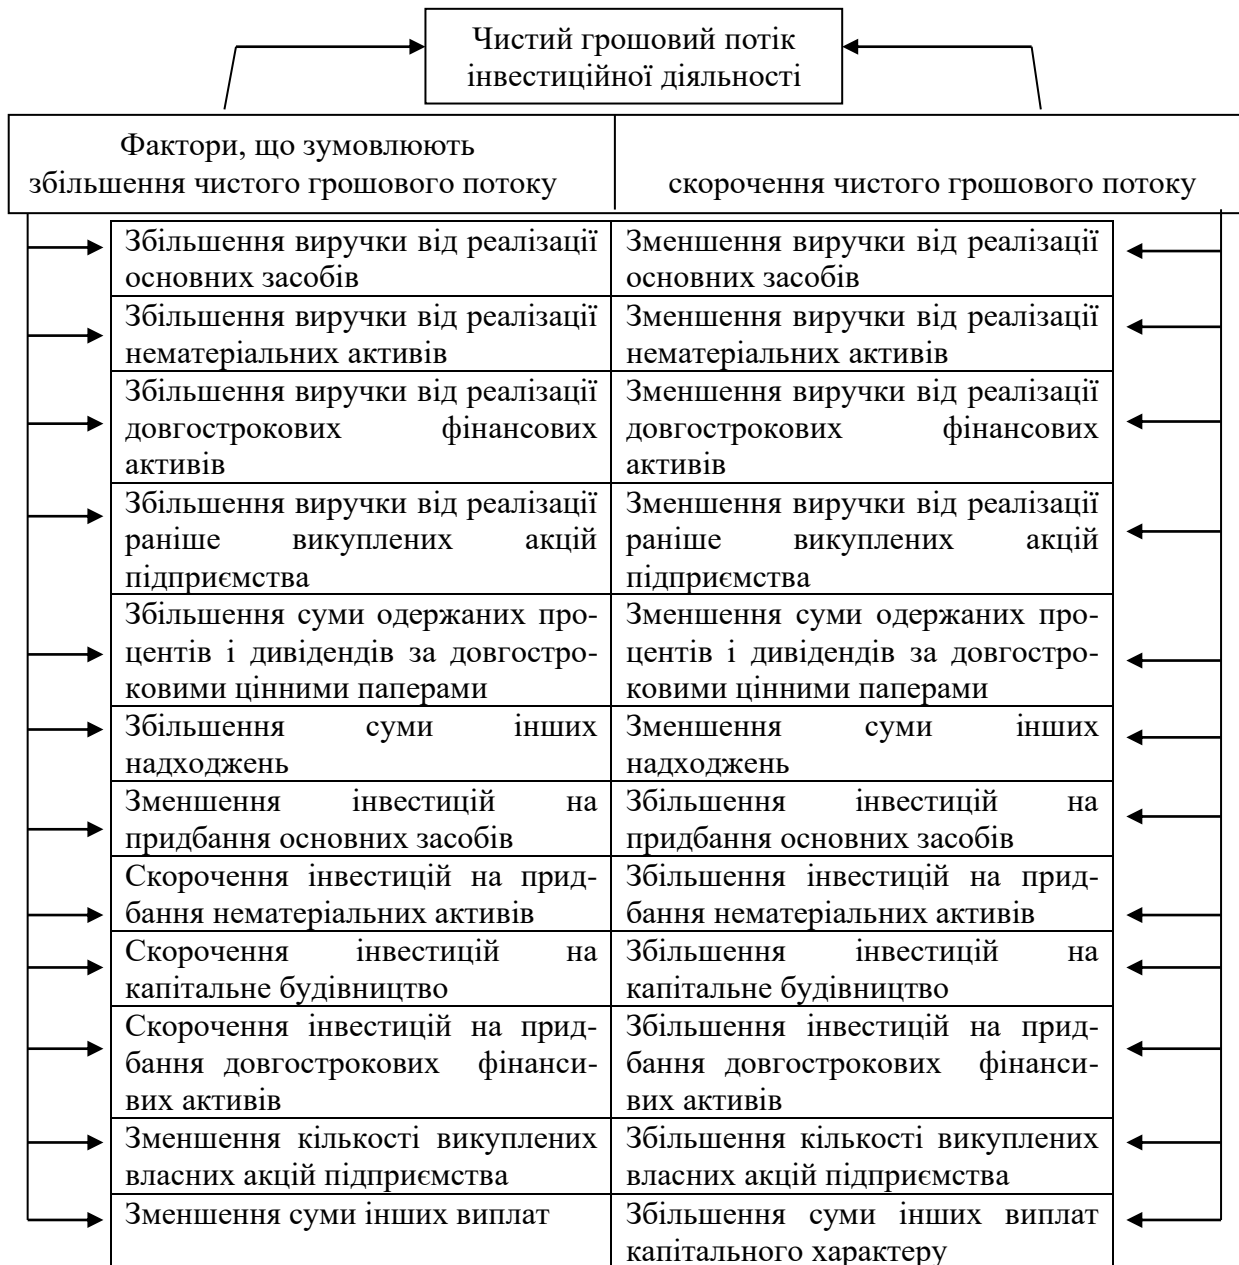 Чистий грошовий потік
інвестиційної діяльності
Фактори, що зумовлюють
збільшення чистого грошового потоку
скорочення чистого грошового потоку
Збільшення виручки від реалізації
основних засобів
Зменшення виручки від реалізації
основних засобів
Збільшення виручки від реалізації
нематеріальних активів
Зменшення виручки від реалізації
нематеріальних активів
Збільшення виручки від реалізації
довгострокових фінансових
активів
Зменшення виручки від реалізації
довгострокових фінансових
активів
Збільшення виручки від реалізації
раніше викуплених акцій
підприємства
Зменшення виручки від реалізації
раніше викуплених акцій
підприємства
Збільшення суми одержаних про-
центів і дивідендів за довгостро-
ковими цінними паперами
Зменшення суми одержаних про-
центів і дивідендів за довгостро-
ковими цінними паперами
Збільшення суми інших
надходжень
Зменшення суми інших
надходжень
Зменшення інвестицій на
придбання основних засобів
Збільшення інвестицій на
придбання основних засобів
Скорочення інвестицій на прид-
бання нематеріальних активів
Збільшення інвестицій на прид-
бання нематеріальних активів
Скорочення інвестицій на
капітальне будівництво
Збільшення інвестицій на
капітальне будівництво
Скорочення інвестицій на прид-
бання довгострокових фінанси-
вих активів
Збільшення інвестицій на прид-
бання довгострокових фінанси-
вих активів
Зменшення кількості викуплених
власних акцій підприємства
Збільшення кількості викуплених
власних акцій підприємства
Зменшення суми інших виплат
Збільшення суми інших виплат
капітального характеру